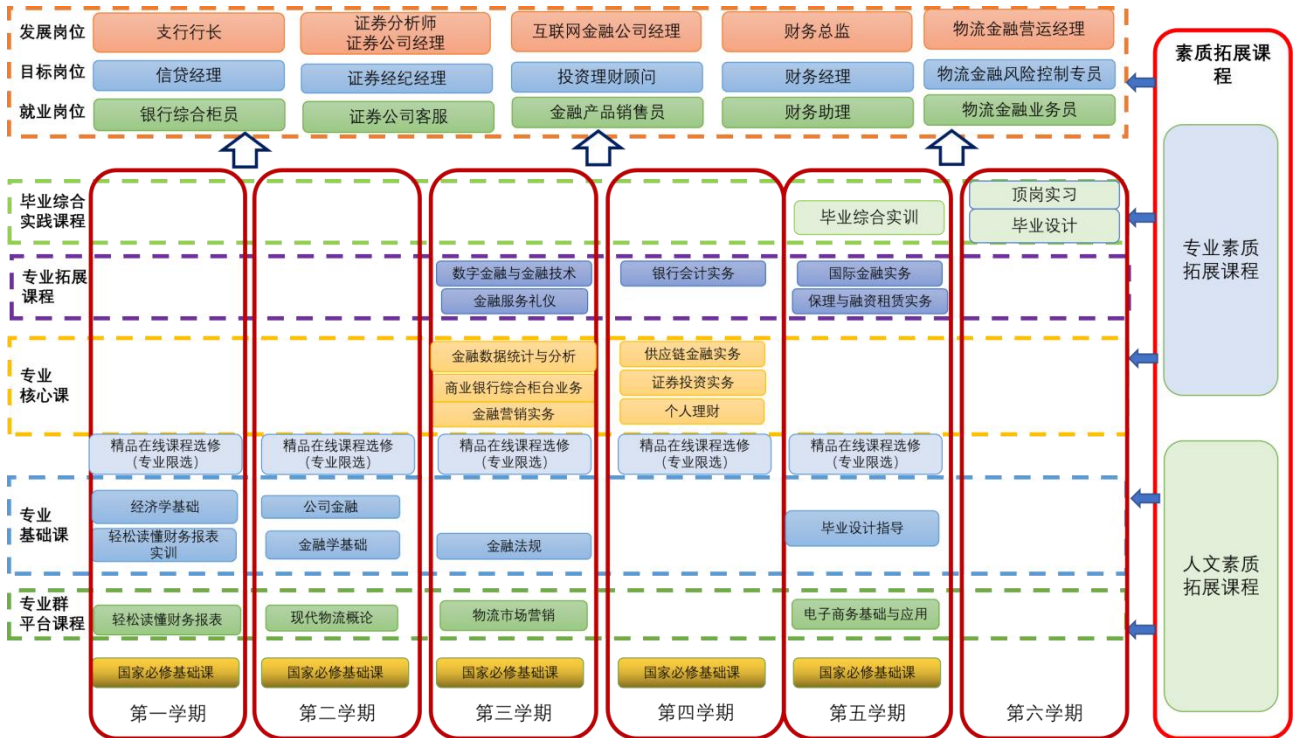 发展岗位
支行行长
证券分析师
证券公司经理
互联网金融公司经理
财务总监
物流金融营运经理
目标岗位
信贷经理
证券经纪经理
投资理财顾问
财务经理
物流金融风险控制专员
就业岗位
银行综合柜员
证券公司客服
金融产品销售员
财务助理
物流金融业务员
素质拓展课
程
专业素质
拓展课程
人文素质
拓展课程
毕业综合
实践课程
毕业综合实训
顶岗实习
毕业设计
专业拓展
课程
数字金融与金融技术
银行会计实务
国际金融实务
金融服务礼仪
保理与融资租赁实务
专业
核心课
金融数据统计与分析
供应链金融实务
商业银行综合柜台业务
证券投资实务
金融营销实务
个人理财
精品在线课程选修
(专业限选)
精品在线课程选修
(专业限选)
精品在线课程选修
(专业限选)
精品在线课程选修
(专业限选)
精品在线课程选修
(专业限选)
专业
基础课
经济学基础
公司金融
轻松读懂财务报表
实训
金融学基础
金融法规
毕业设计指导
专业群
平台课程
轻松读懂财务报表
现代物流概论
物流市场营销
电子商务基础与应用
国家必修基础课
国家必修基础课
国家必修基础课
国家必修基础课
国家必修基础课
第一学期
第二学期
第三学期
第四学期
第五学期
第六学期